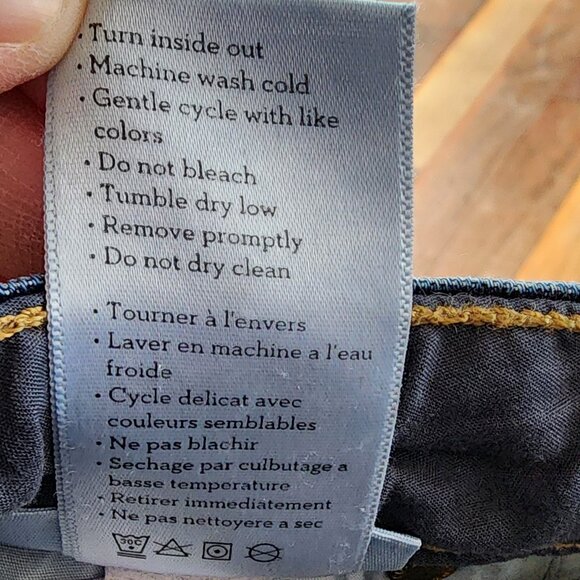 · Turn inside out
· Machine wash cold
· Gentle cycle with like
colors
· Do not bleach
· Tumble dry low
· Remove promptly
· Do not dry clean
· Tourner à l'envers
· Laver en machine a l'eau
froide
· Cycle delicat avec
couleurs semblables
· Ne pas blachir
· Sechage par culbutage a
basse temperature
· Retirer immediatement
· Ne pas nettoyere a sec